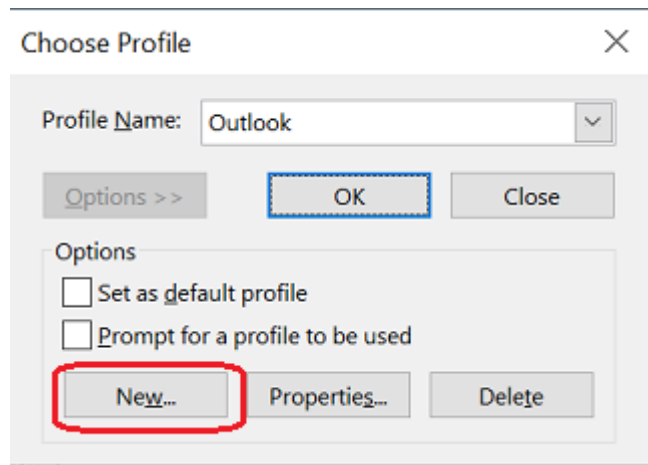 Choose Profile
Profile Name: Outlook
Options >> OK Close
Options
Set as default profile
Prompt for a profile to be used
New... Properties... Delete